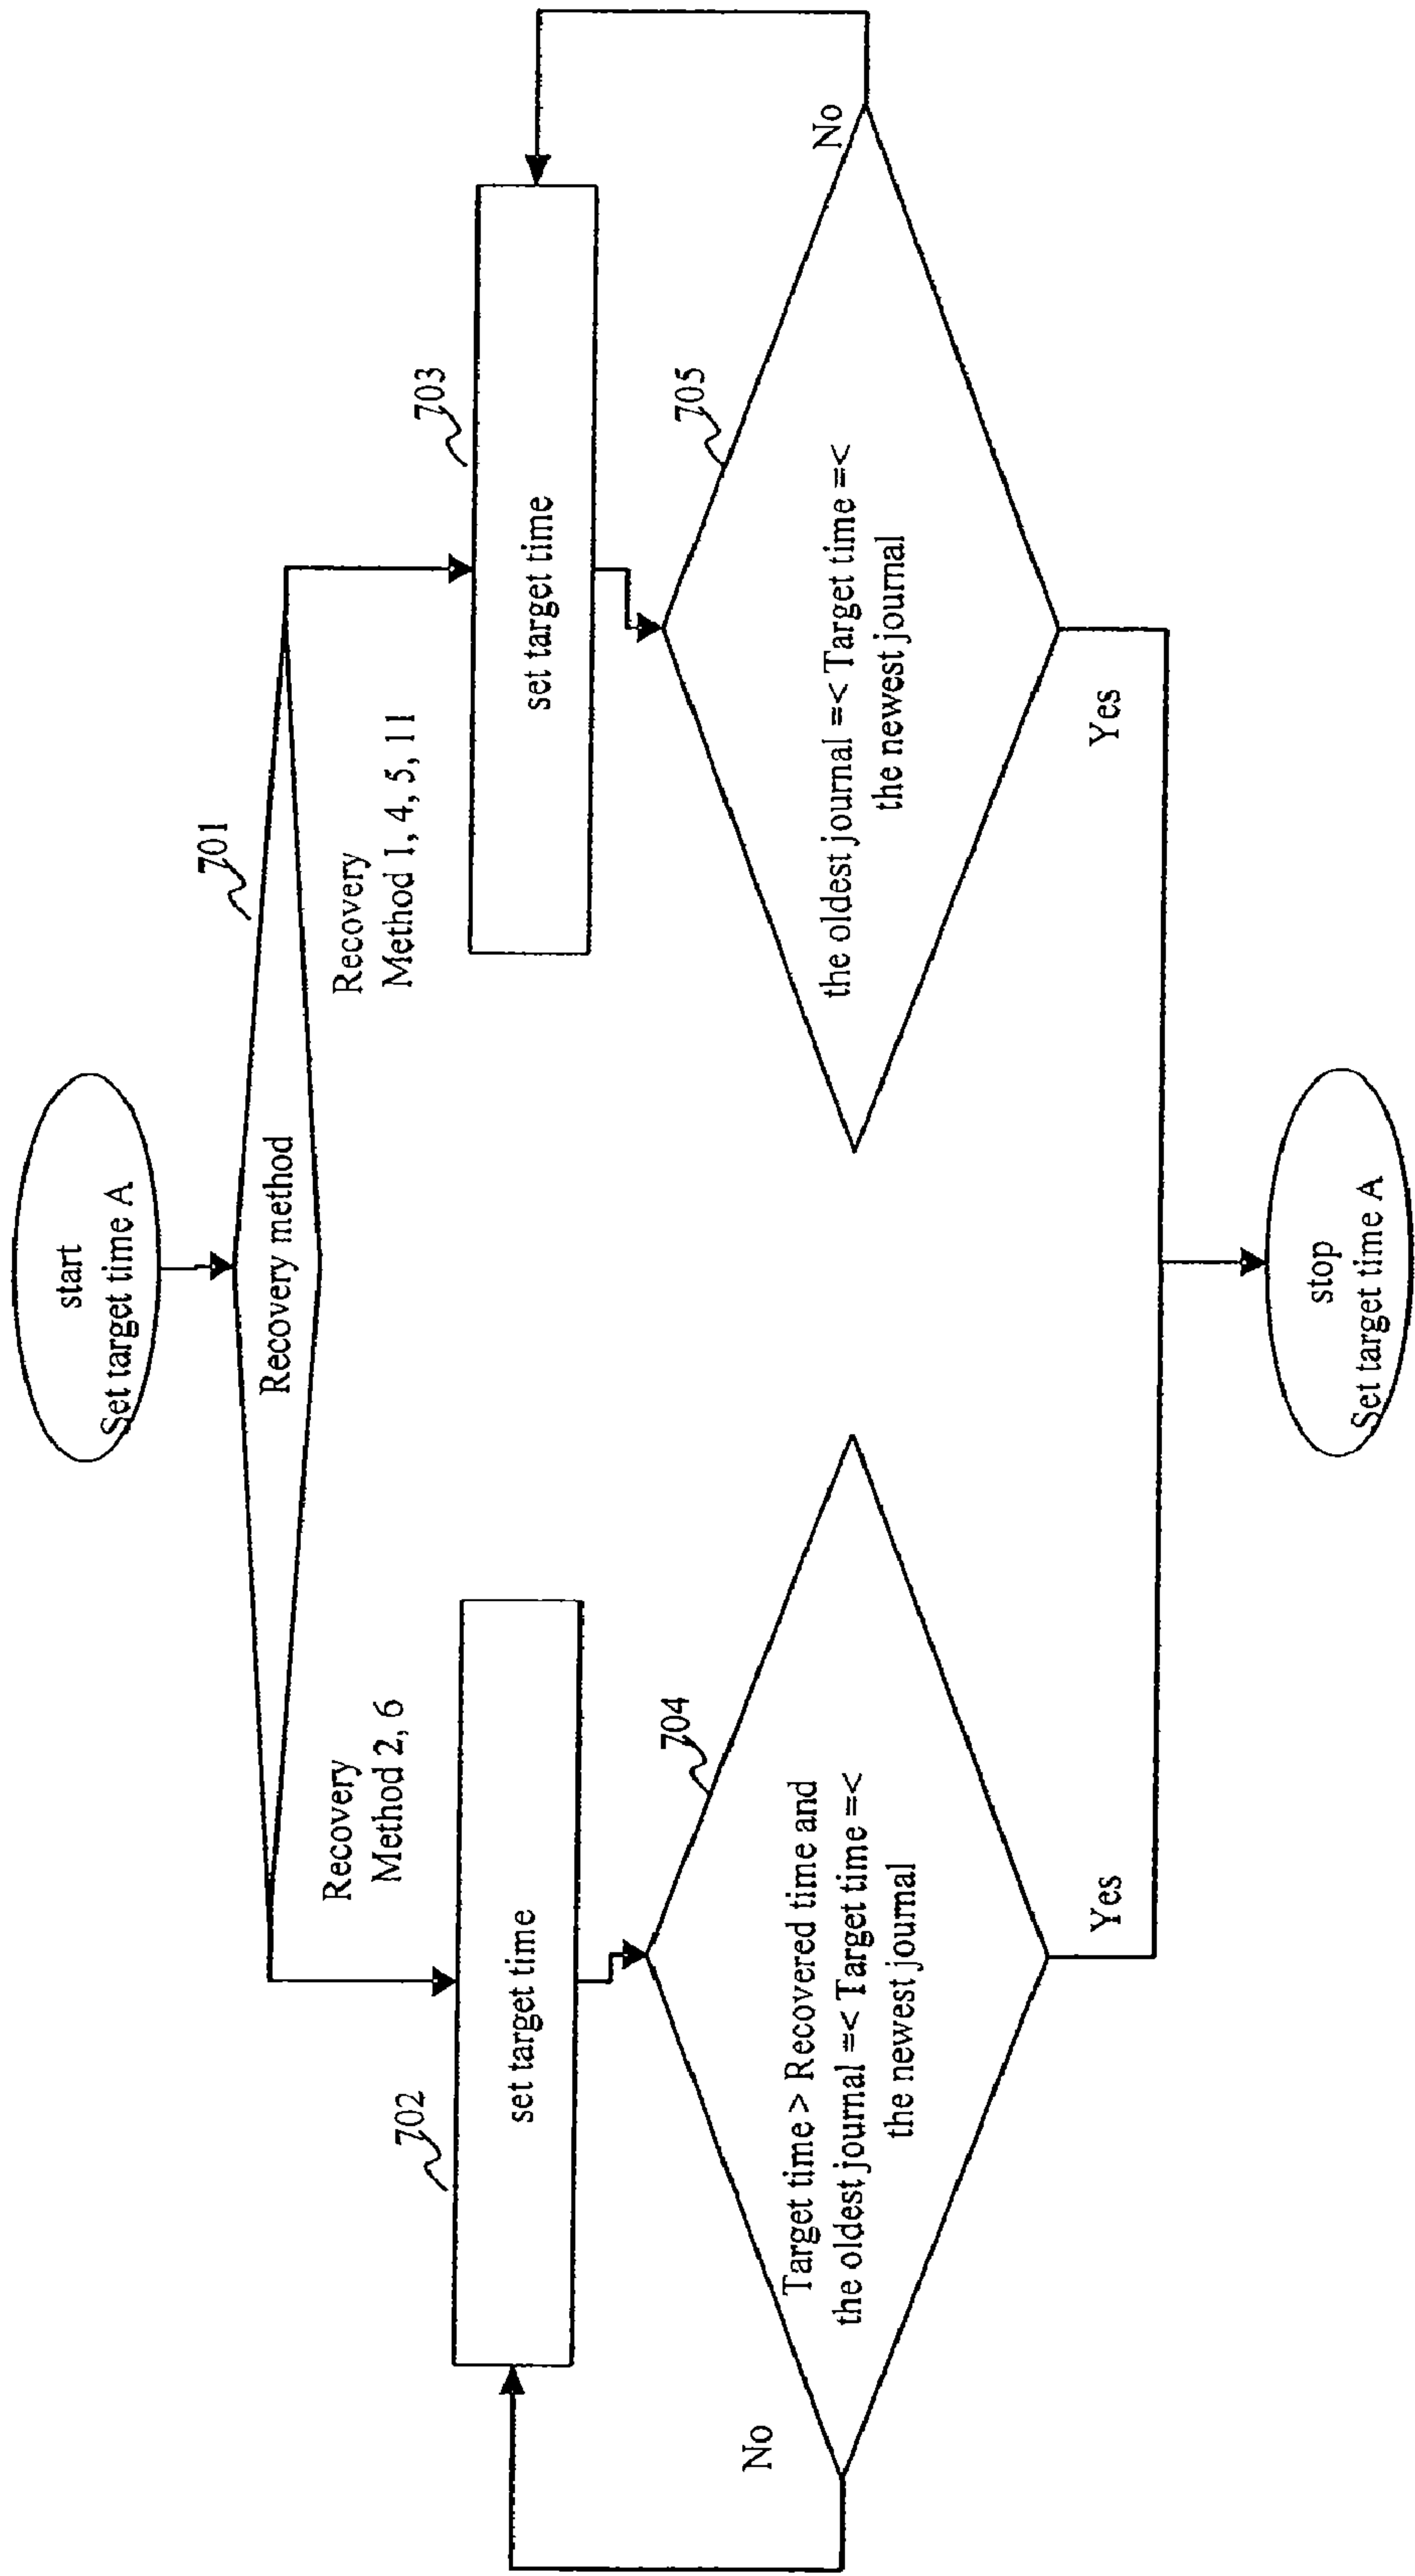 start
Set target time A
701
Recovery method
Recovery
Method 2, 6
Recovery
Method 1, 4, 5, 11
702
set target time
703
set target time
704
Target time > Recovered time and
the oldest journal =< Target time =<
the newest journal
No
Yes
705
the oldest journal =< Target time =<
the newest journal
No
Yes
stop
Set target time A